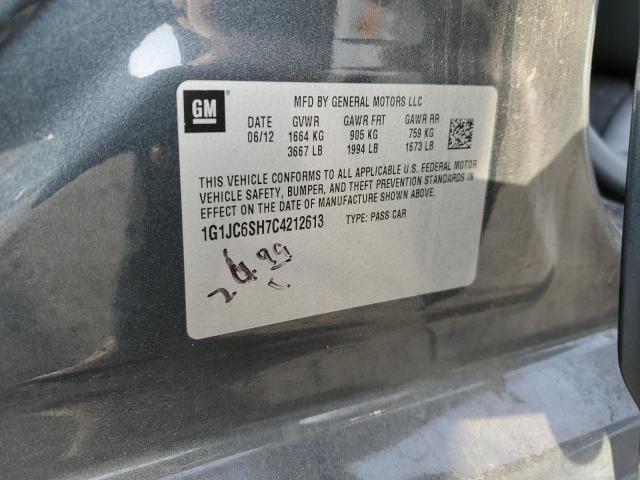 GM
MFD BY GENERAL MOTORS LLC
DATE GVWR GAWR FRT GAWR RR
06/12 1664 KG 905 KG 759 KG
3667 LB 1994 LB 1673 LB
THIS VEHICLE CONFORMS TO ALL APPLICABLE U.S. FEDERAL MOTOR
VEHICLE SAFETY, BUMPER, AND THEFT PREVENTION STANDARDS IN
EFFECT ON THE DATE OF MANUFACTURE SHOWN ABOVE.
1G1JC6SH7C4212613 TYPE: PASS CAR